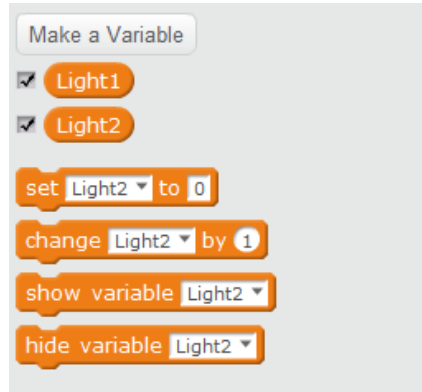 Make a Variable
Light1
Light2
set Light2 to 0
change Light2 by 1
show variable Light2
hide variable Light2